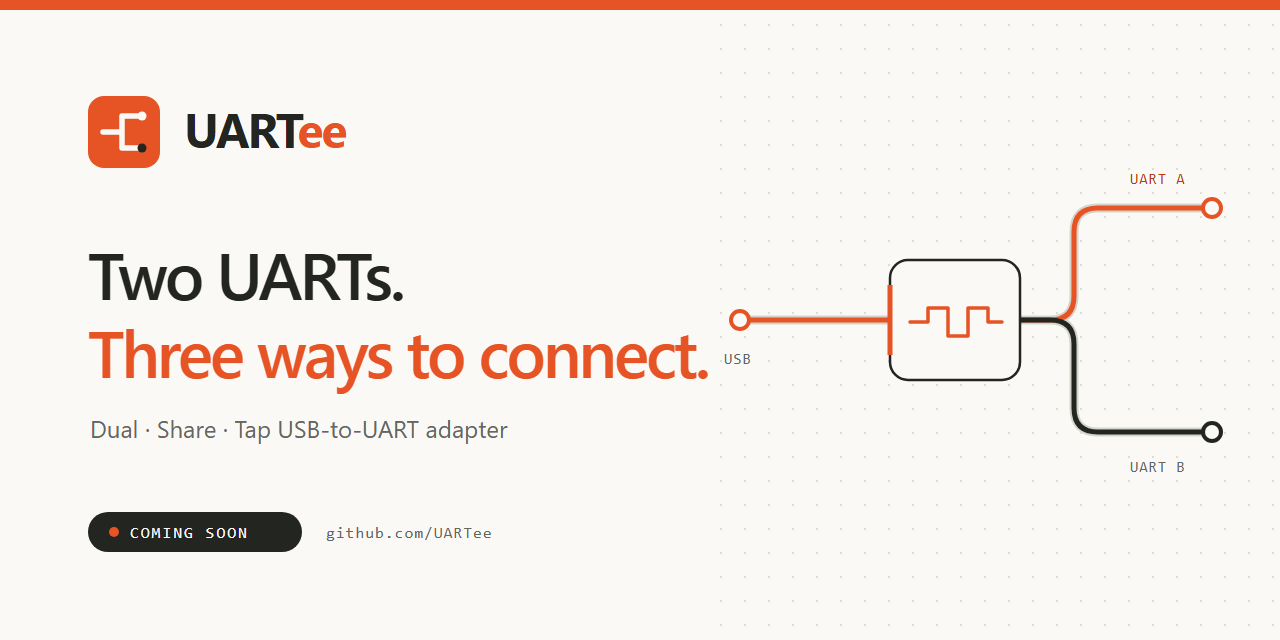 UARTee
Two UARTs.
Three ways to connect.
Dual · Share · Tap USB-to-UART adapter
COMING SOON
github.com/UARTee
USB
UART A
UART B